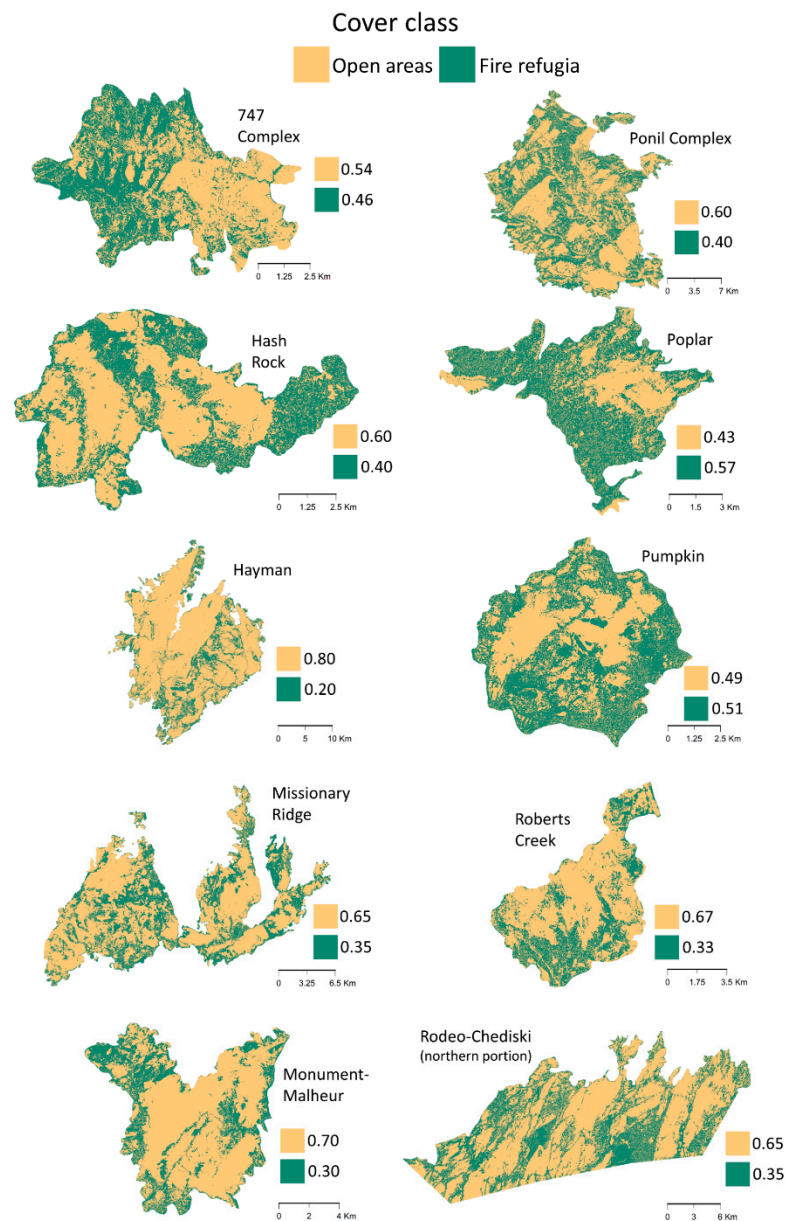 Cover class
Open areas Fire refugia
747
Complex
0.54
0.46
0 1.25 2.5 Km
Ponil Complex
0.60
0.40
0 3.5 7 Km
Hash
Rock
0.60
0.40
0 1.25 2.5 Km
Poplar
0.43
0.57
0 1.5 3 Km
Hayman
0.80
0.20
0 5 10 Km
Pumpkin
0.49
0.51
0 1.25 2.5 Km
Missionary
Ridge
0.65
0.35
0 3.25 6.5 Km
Roberts
Creek
0.67
0.33
0 1.75 3.5 Km
Monument-
Malheur
0.70
0.30
0 2 4 Km
Rodeo-Chediski
(northern portion)
0.65
0.35
0 3 6 Km